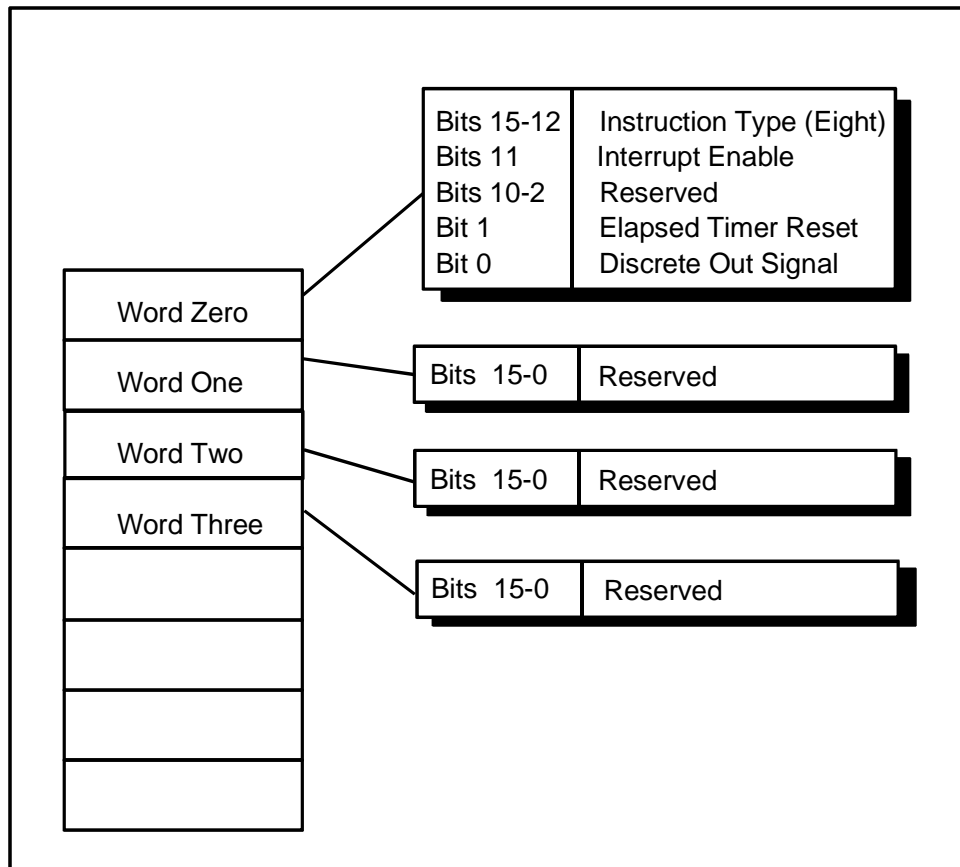 Bits 15-12 Instruction Type (Eight)
Bits 11 Interrupt Enable
Bits 10-2 Reserved
Bit 1 Elapsed Timer Reset
Bit 0 Discrete Out Signal
Word Zero
Word One
Bits 15-0 Reserved
Word Two
Bits 15-0 Reserved
Word Three
Bits 15-0 Reserved